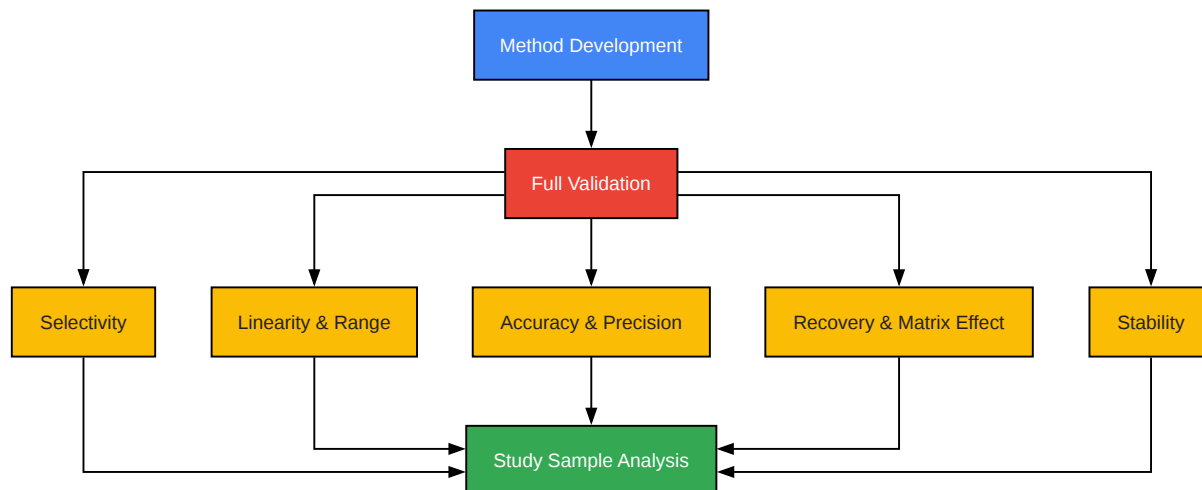 Method Development
Full Validation
Selectivity
Linearity & Range
Accuracy & Precision
Recovery & Matrix Effect
Stability
Study Sample Analysis